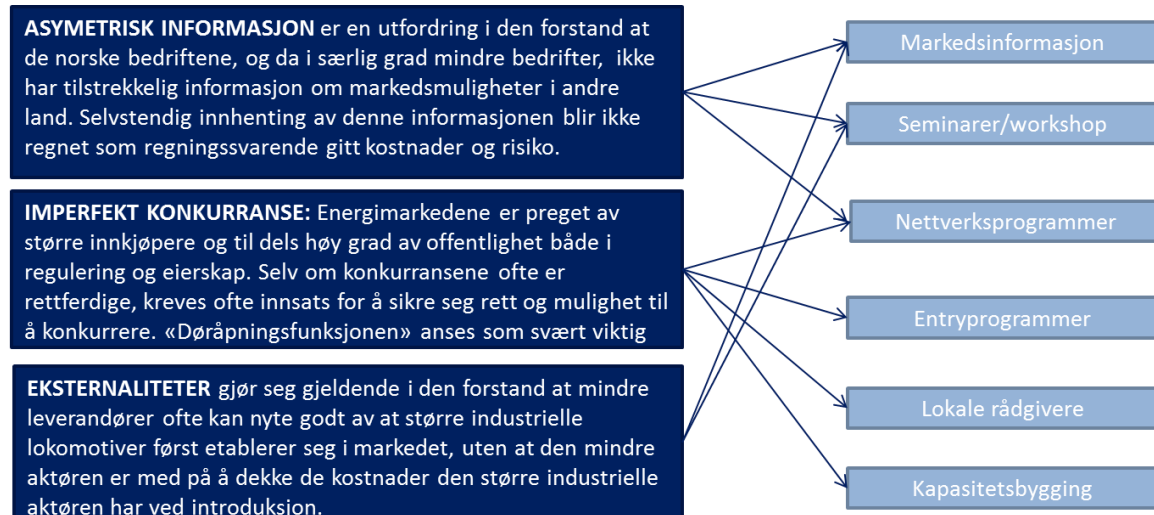 ASYMETRISK INFORMASJON er en utfordring i den forstand at
de norske bedriftene, og da i særlig grad mindre bedrifter, ikke
har tilstrekkelig informasjon om markedsmuligheter i andre
land. Selvstendig innhenting av denne informasjonen blir ikke
regnet som regningssvarende gitt kostnader og risiko.
IMPERFEKT KONKURRANSE: Energimarkedene er preget av
større innkjøpere og til dels høy grad av offentlighet både i
regulering og eierskap. Selv om konkurransene ofte er
rettferdige, kreves ofte innsats for å sikre seg rett og mulighet til
å konkurrere. «Døråpningsfunksjonen» anses som svært viktig
EKSTERNALITETER gjør seg gjeldende i den forstand at mindre
leverandører ofte kan nyte godt av at større industrielle
lokomotiver først etablerer seg i markedet, uten at den mindre
aktøren er med på å dekke de kostnader den større industrielle
aktøren har ved introduksjon.
Markedsinformasjon
Seminarer/workshop
Nettverksprogrammer
Entryprogrammer
Lokale rådgivere
Kapasitetsbygging